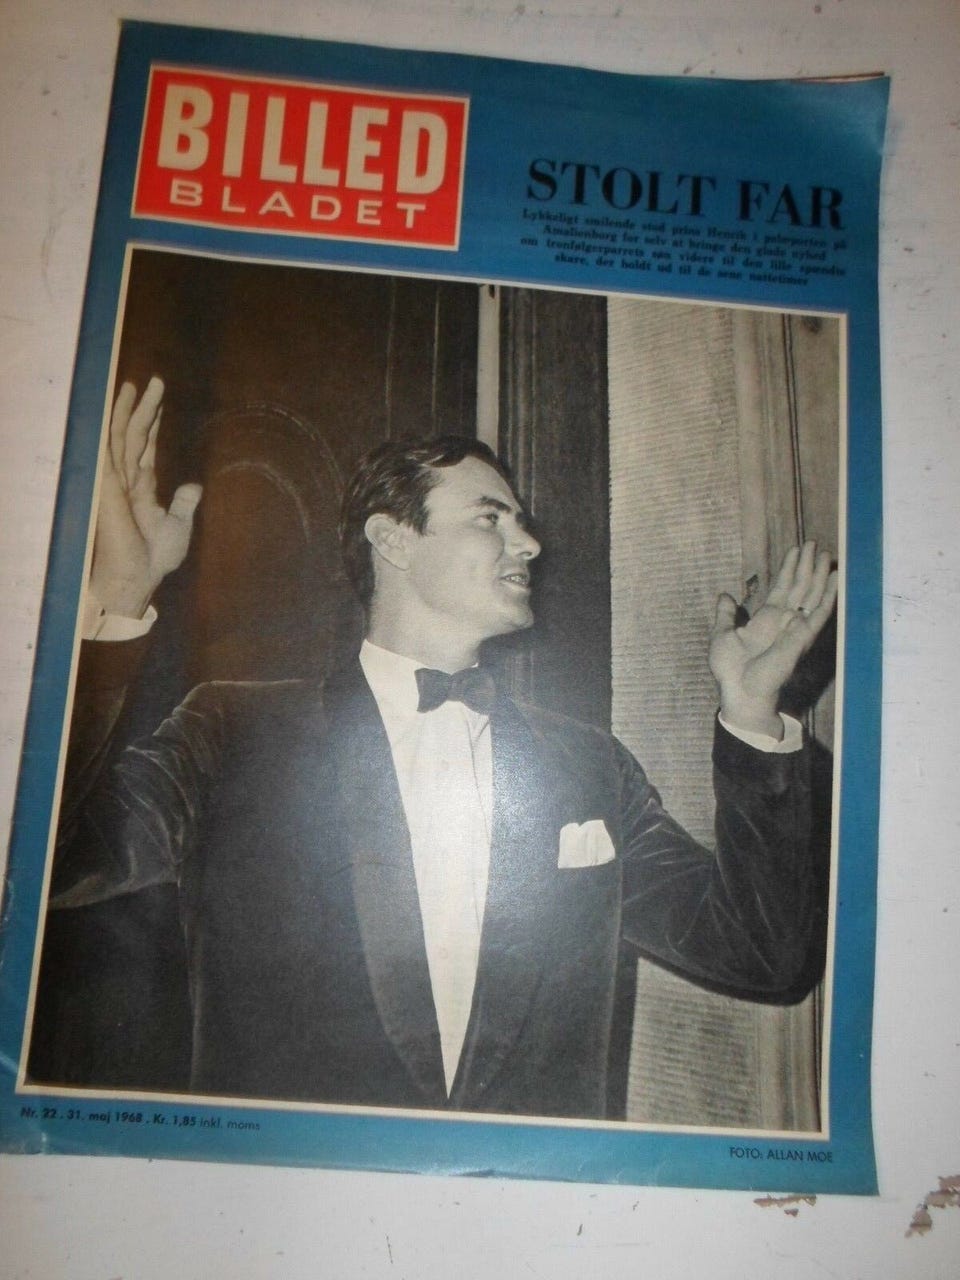 BILLED
BLADET
STOLT FAR
Lykkeligt smilende stod prins Henrik i paleporten på
Amalienborg for selv at bringe den glade nyhed
om tronfølgerparrets søn videre til den lille spændte
skare, der holdt ud til de sene nattetimer
Nr. 22 . 31. maj 1968 . Kr. 1,85 inkl. moms
FOTO: ALLAN MOE